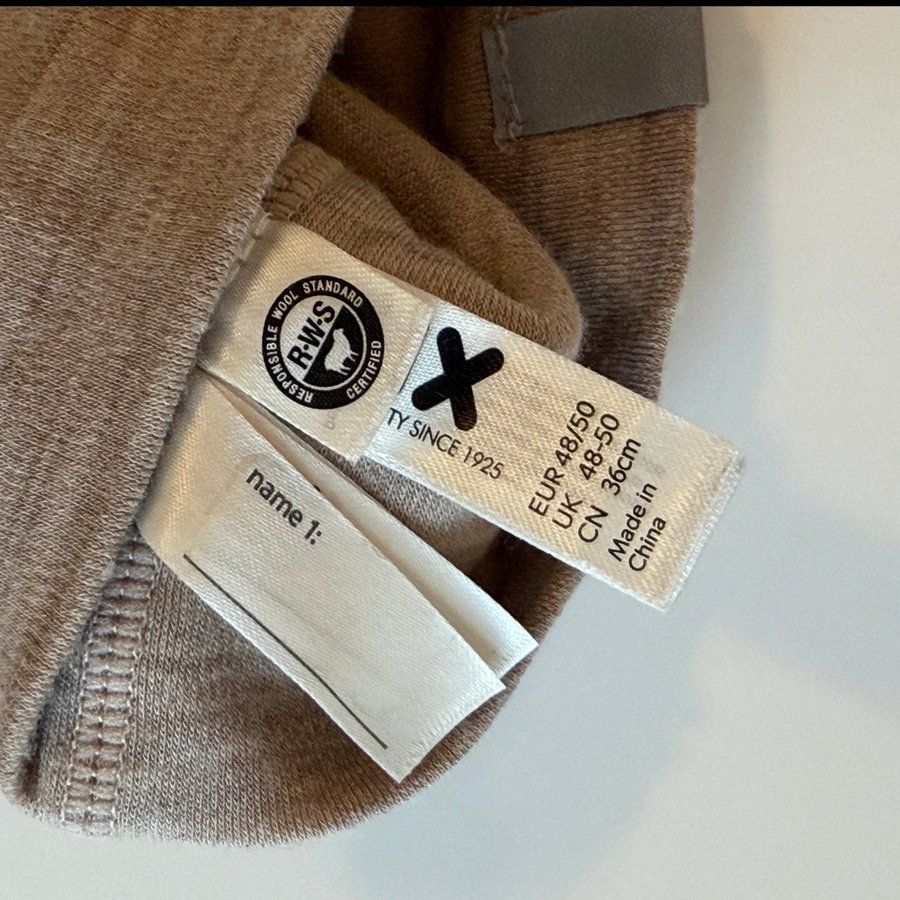 RESPONSIBLE WOOL STANDARD
R·W·S
CERTIFIED
TY SINCE 1925
EUR 48/50
UK 48-50
CN 36cm
Made in
China
name 1: